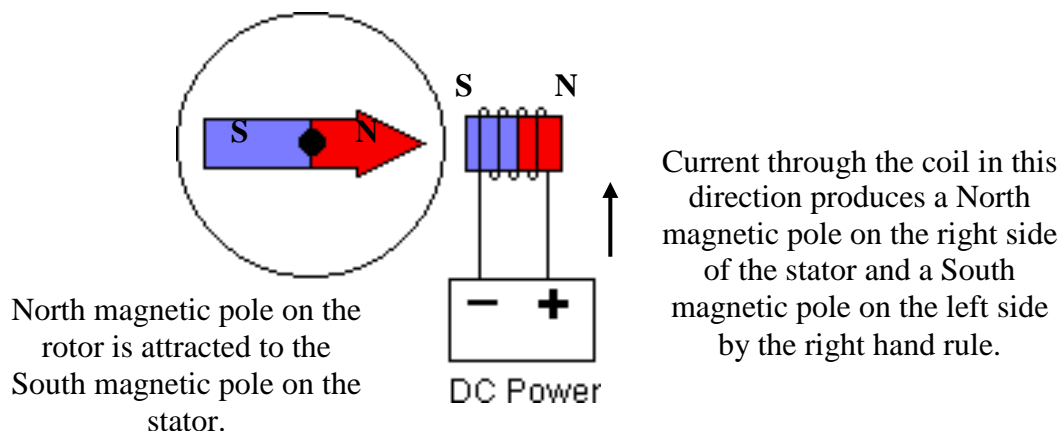 S N
S N
Current through the coil in this
direction produces a North
magnetic pole on the right side
of the stator and a South
magnetic pole on the left side
by the right hand rule.
North magnetic pole on the
rotor is attracted to the
South magnetic pole on the
stator.
− +
DC Power